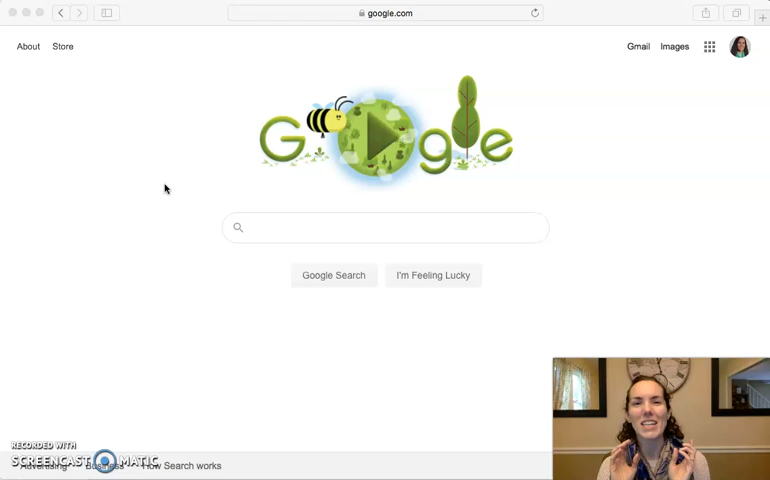 google.com
About Store Gmail Images
Google
Google Search I'm Feeling Lucky
RECORDED WITH
SCREENCAST MATIC
Advertising Business How Search works